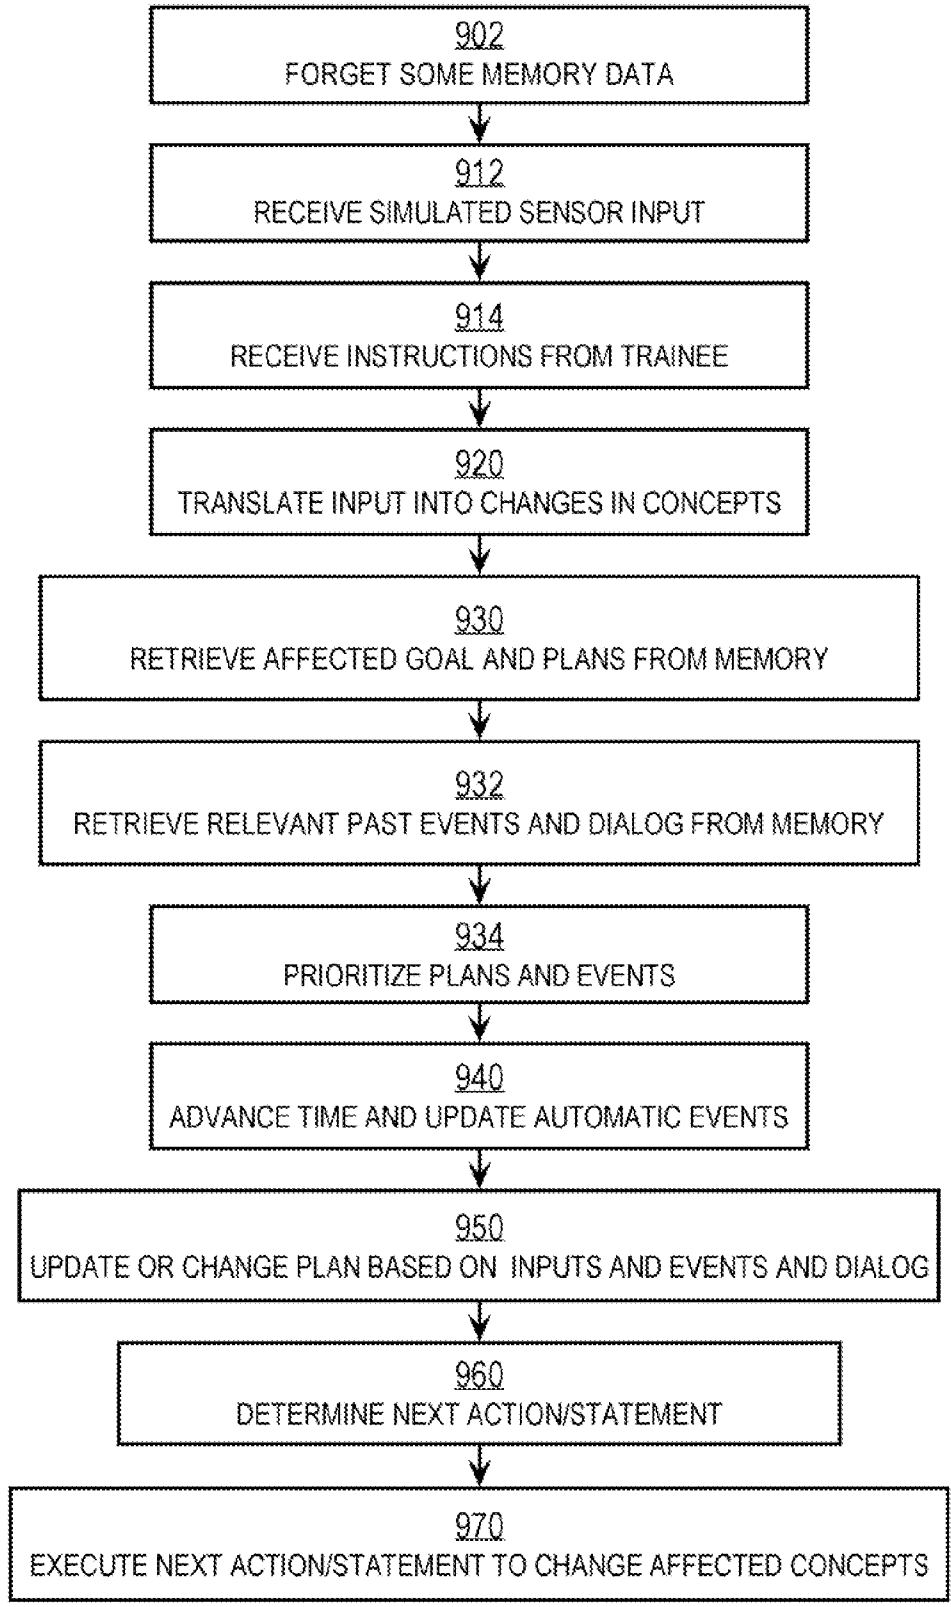 902
FORGET SOME MEMORY DATA
912
RECEIVE SIMULATED SENSOR INPUT
914
RECEIVE INSTRUCTIONS FROM TRAINEE
920
TRANSLATE INPUT INTO CHANGES IN CONCEPTS
930
RETRIEVE AFFECTED GOAL AND PLANS FROM MEMORY
932
RETRIEVE RELEVANT PAST EVENTS AND DIALOG FROM MEMORY
934
PRIORITIZE PLANS AND EVENTS
940
ADVANCE TIME AND UPDATE AUTOMATIC EVENTS
950
UPDATE OR CHANGE PLAN BASED ON INPUTS AND EVENTS AND DIALOG
960
DETERMINE NEXT ACTION/STATEMENT
970
EXECUTE NEXT ACTION/STATEMENT TO CHANGE AFFECTED CONCEPTS